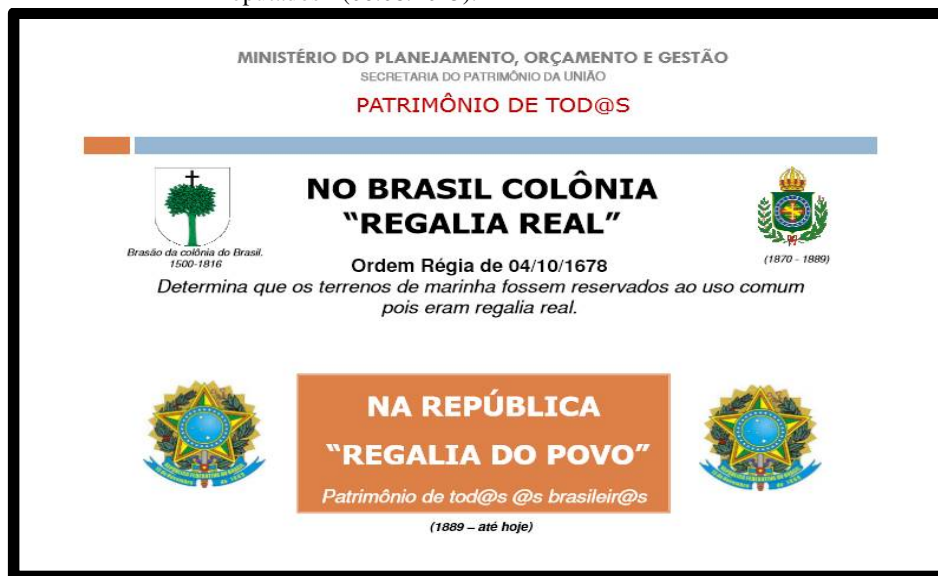 MINISTÉRIO DO PLANEJAMENTO, ORÇAMENTO E GESTÃO
SECRETARIA DO PATRIMÔNIO DA UNIÃO
PATRIMÔNIO DE TOD@S
NO BRASIL COLÔNIA
“REGALIA REAL”
Brasão da colônia do Brasil.
1500-1816
(1870 - 1889)
Ordem Régia de 04/10/1678
Determina que os terrenos de marinha fossem reservados ao uso comum
pois eram regalia real.
NA REPÚBLICA
“REGALIA DO POVO”
Patrimônio de tod@s @s brasileir@s
(1889 – até hoje)